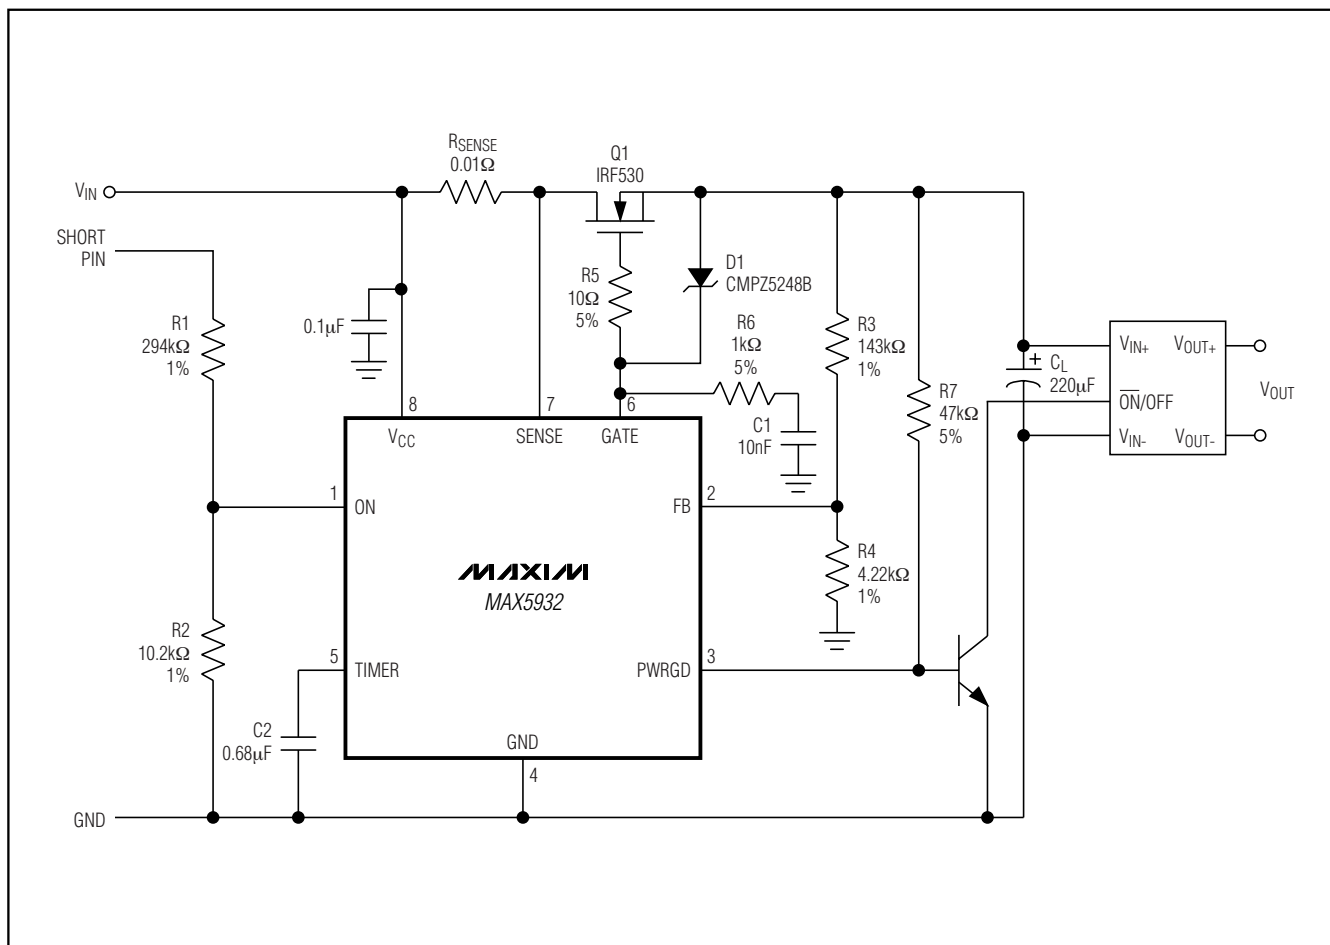 RSENSE
0.01Ω
Q1
IRF530
VIN
SHORT
PIN
R1
294kΩ
1%
0.1µF
R5
10Ω
5%
D1
CMPZ5248B
R6
1kΩ
5%
R3
143kΩ
1%
C1
10nF
R7
47kΩ
5%
+
CL
220µF
VIN+
VOUT+
ON/OFF
VIN-
VOUT-
VOUT
8
7
6
VCC
SENSE
GATE
1
ON
2
FB
MAXIM
MAX5932
R4
4.22kΩ
1%
R2
10.2kΩ
1%
5
TIMER
3
PWRGD
C2
0.68µF
GND
4
GND